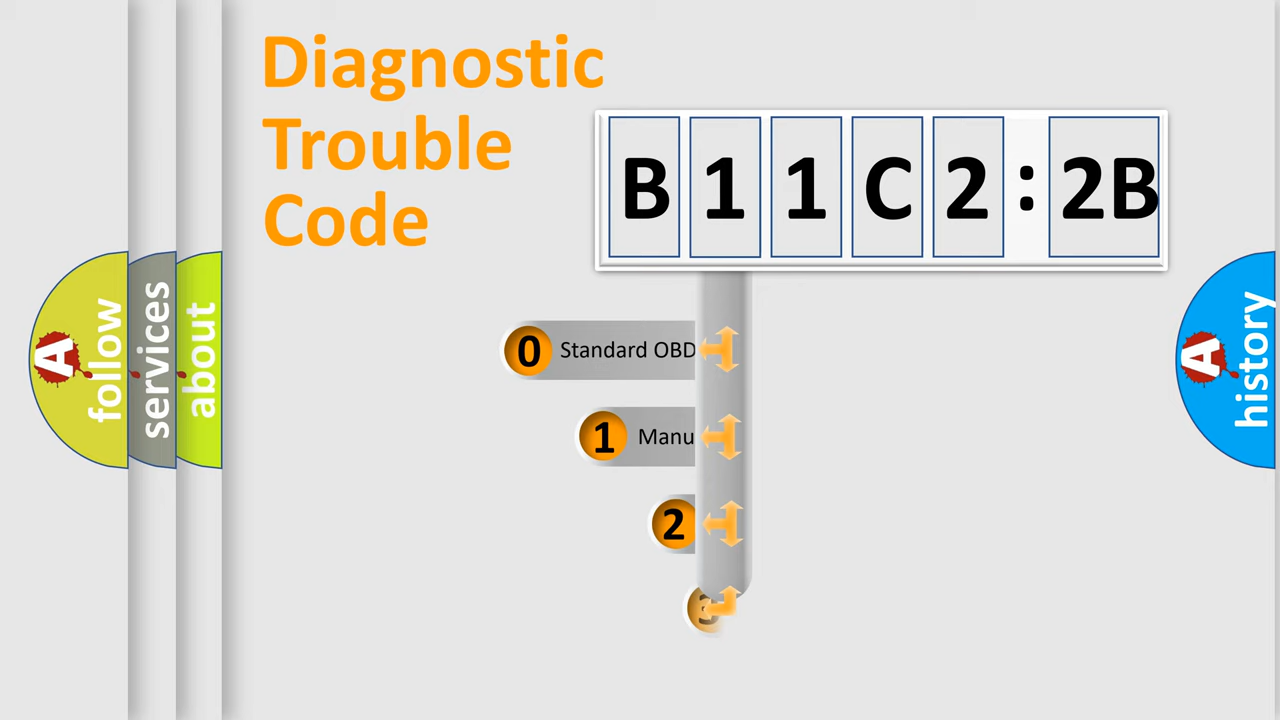 Diagnostic
Trouble
Code
B 1 1 C 2 : 2B
0 Standard OBD
1 Manu
2
A follow
services
about
A history